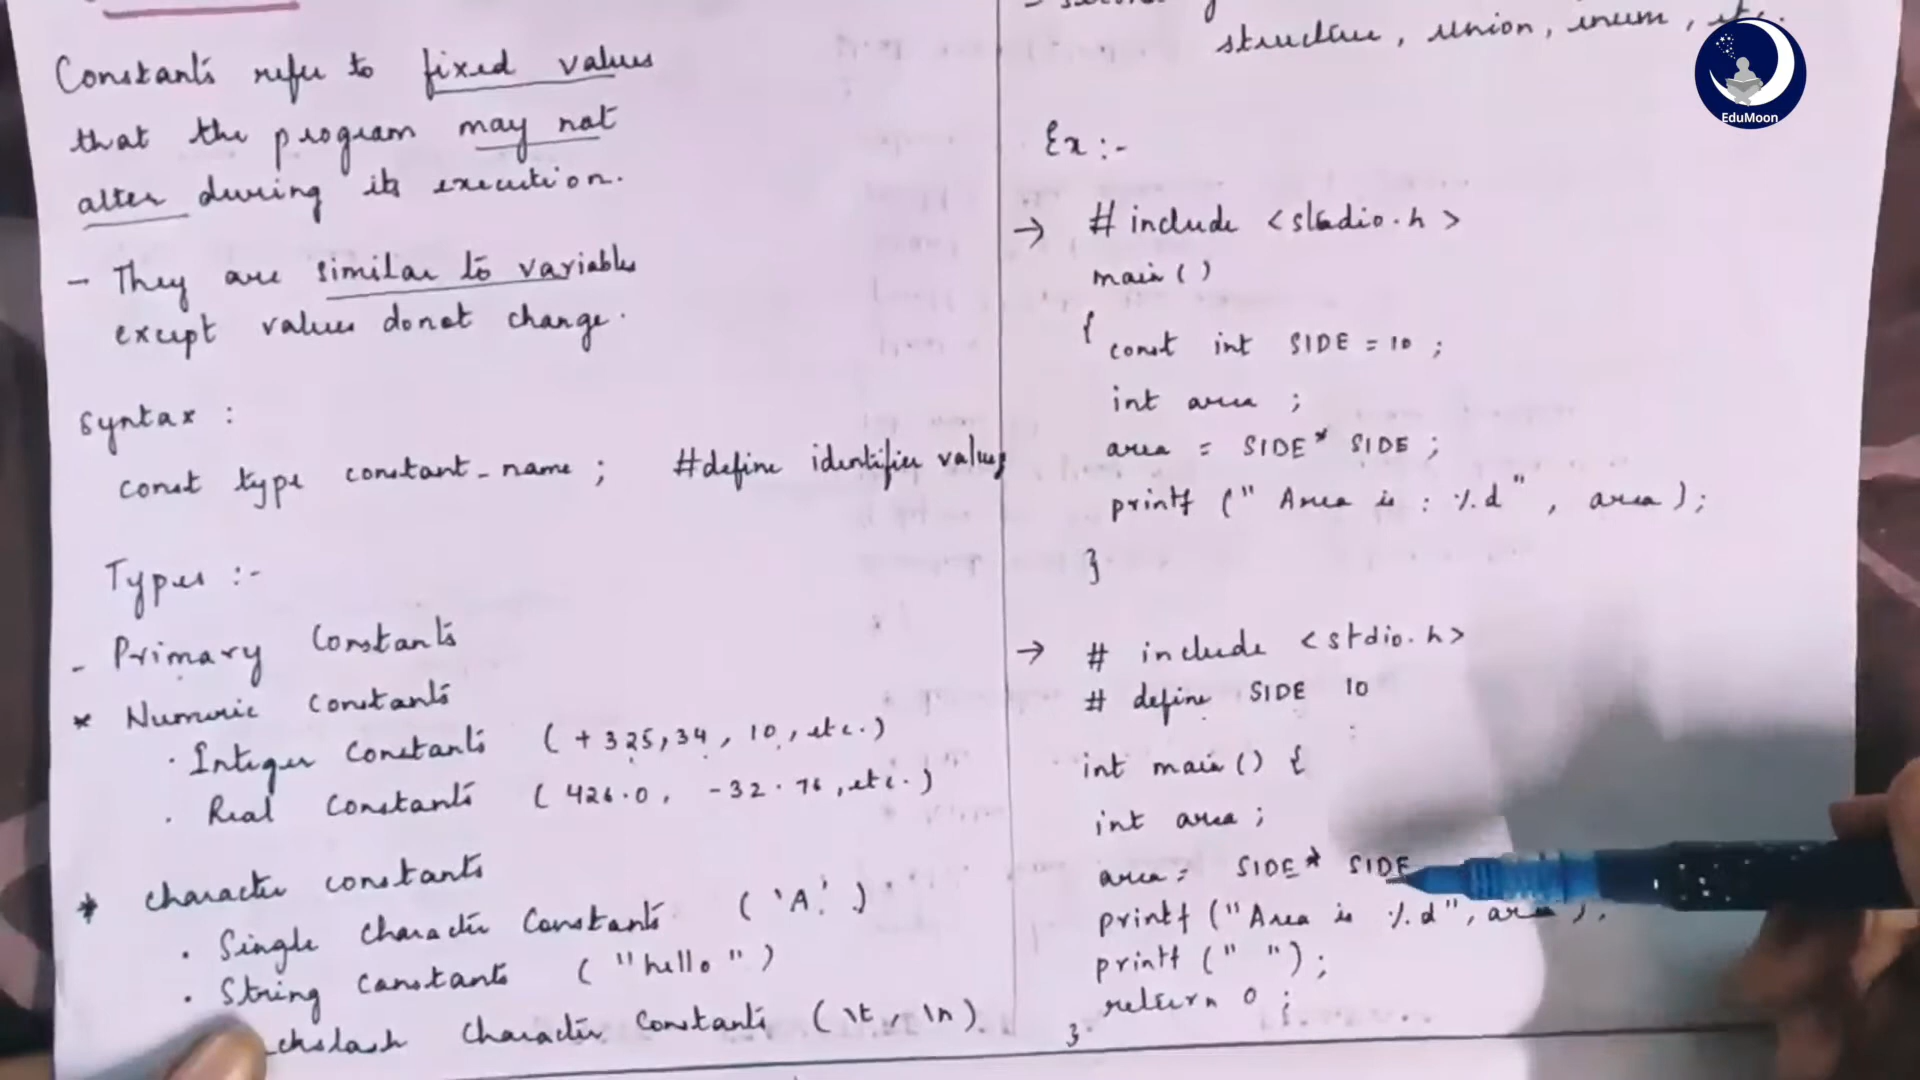 Constants refer to fixed values
that the program may not
alter during its execution.
- They are similar to variables
except values donot change.
Syntax :
const type constant_name ; #define identifier value;
Types :-
- Primary Constants
* Numeric Constants
· Integer Constants ( + 325, 34, 10, etc.)
· Real Constants ( 426.0, -32.76, etc.)
* Character constants
· Single Character Constants ( 'A' )
· String Constants ( "hello" )
ckslash Character Constants ( \t, \n )
structure, union, enum, etc.
Ex :-
→ # include <stdio.h>
main ( )
{
const int SIDE = 10 ;
int area ;
area = SIDE * SIDE ;
printf (" Area is : %d " , area ) ;
}
→ # include <stdio.h>
# define SIDE 10
int main () {
int area ;
area = SIDE * SIDE
printf ("Area is %d", area );
printf (" ") ;
return 0 ;
}
EduMoon